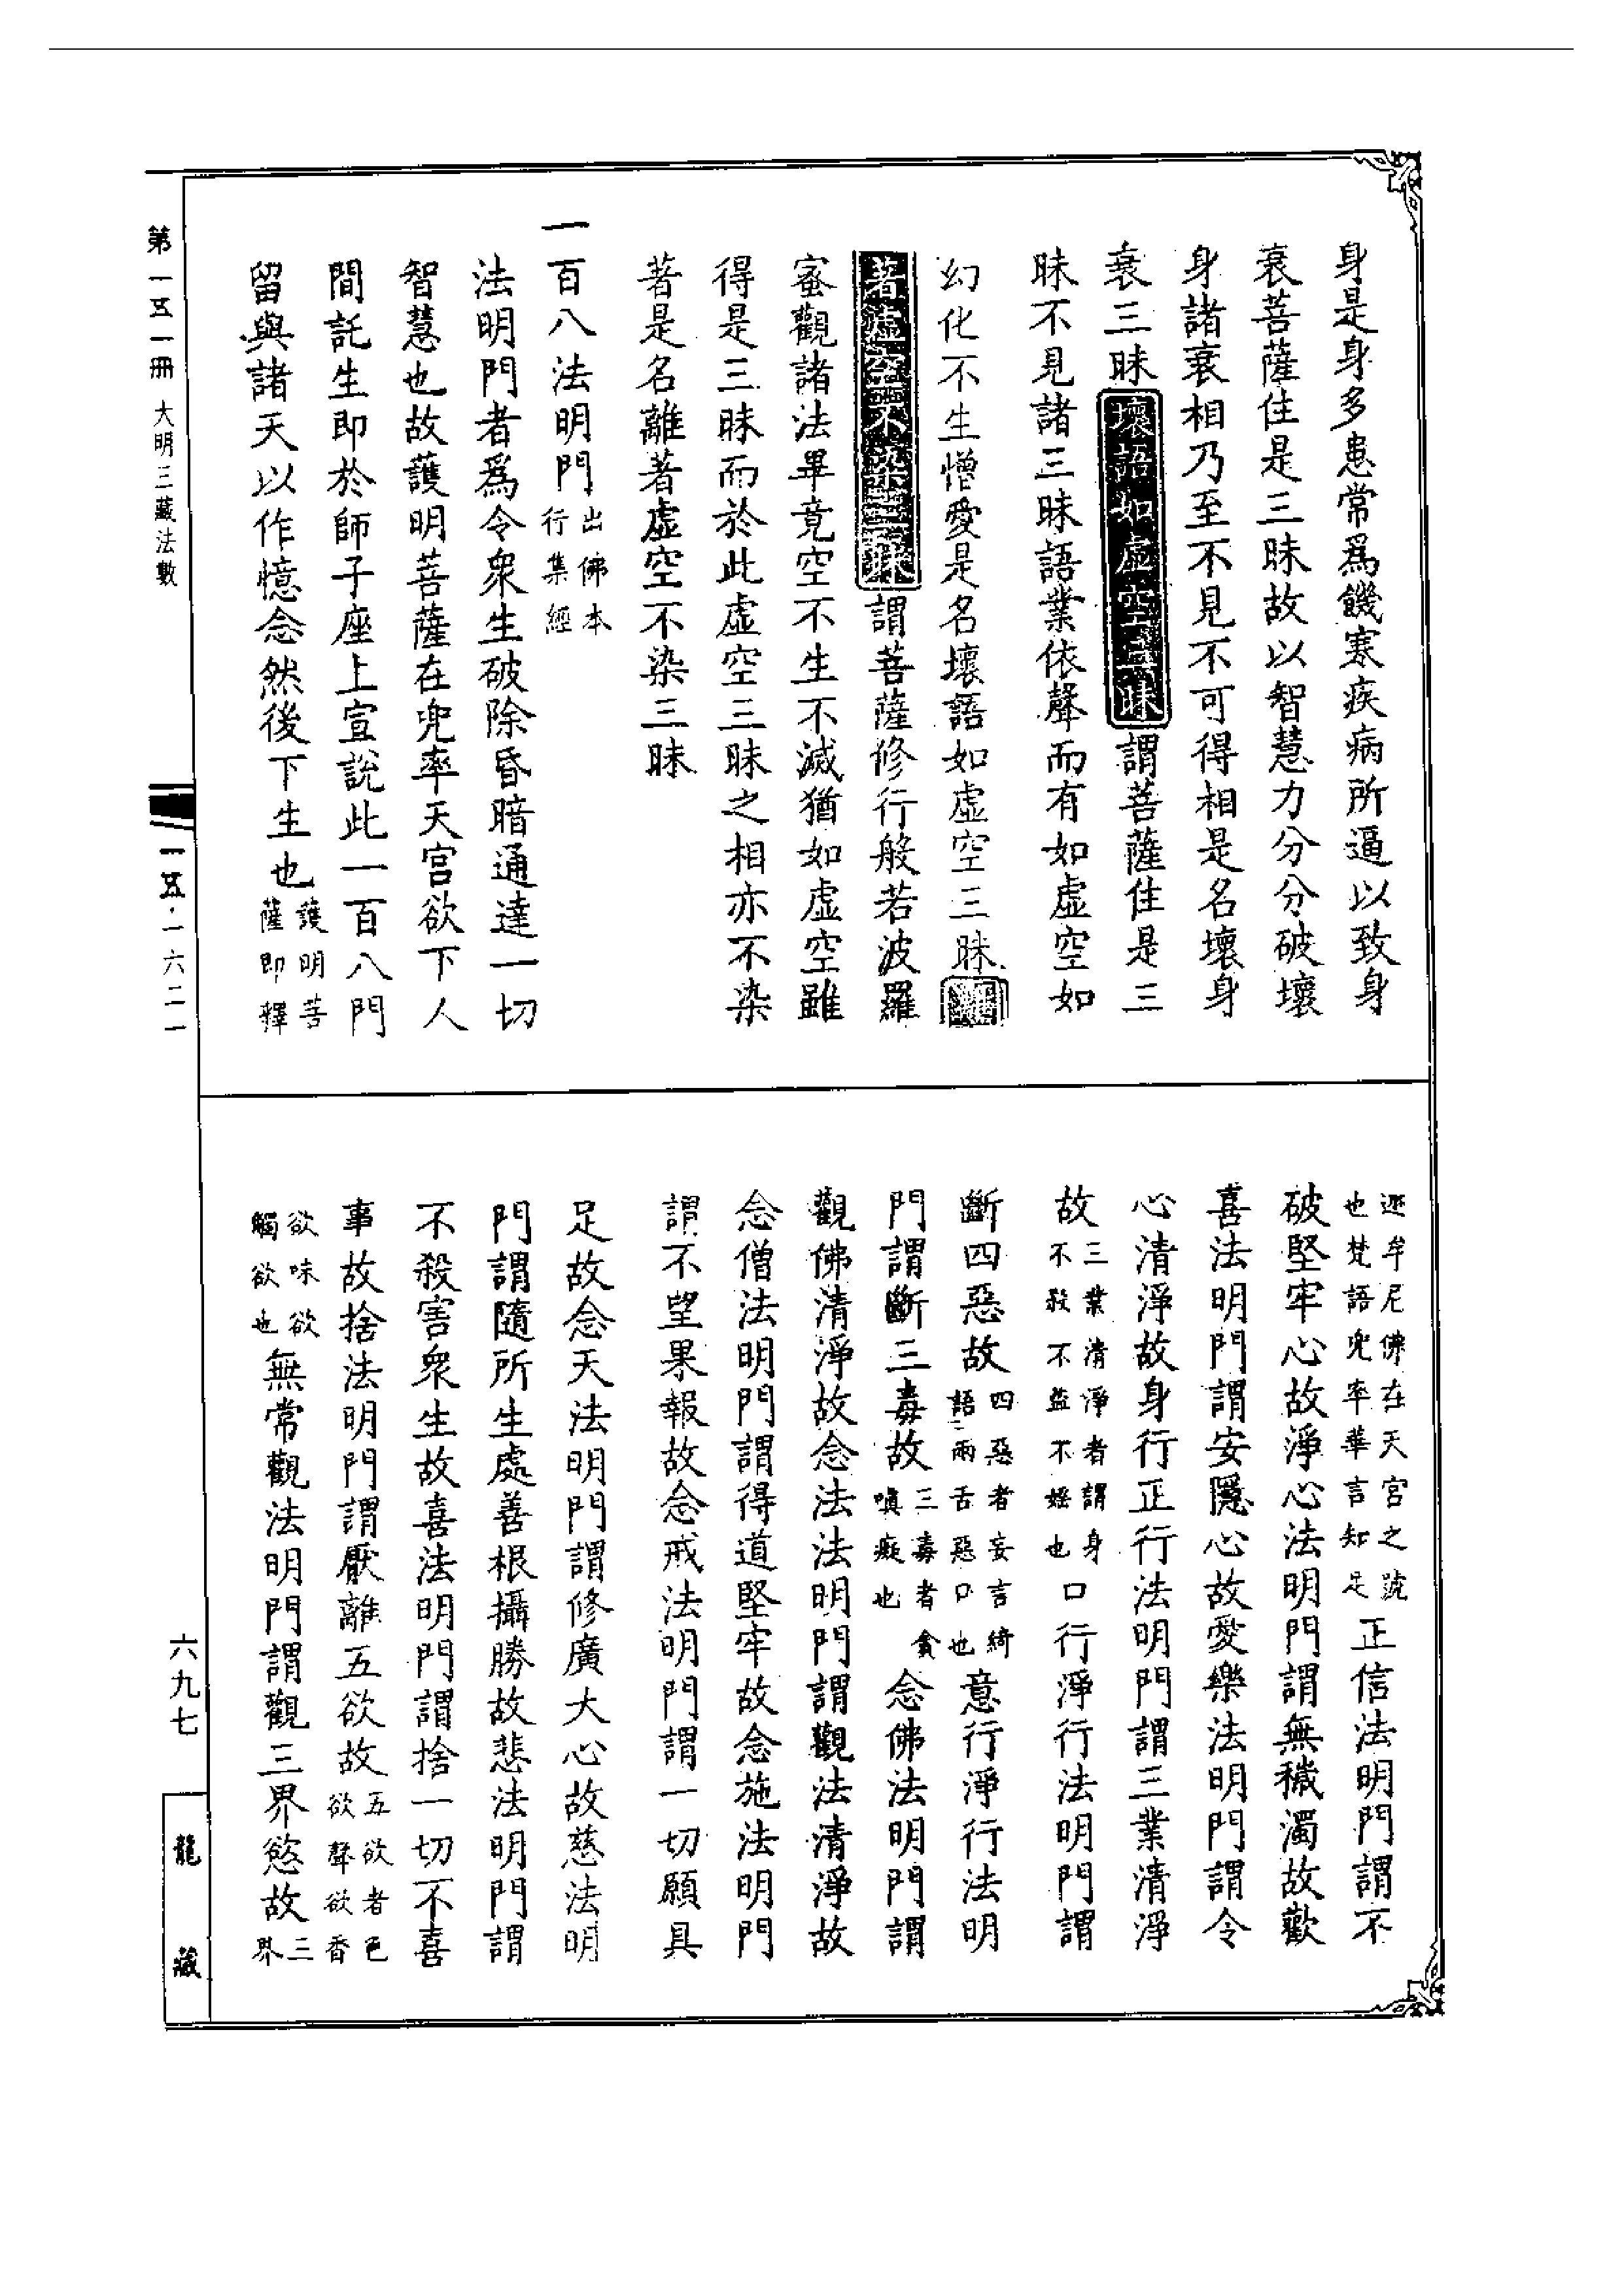 身是身多患常爲饑寒疾病所逼以致身
衰菩薩住是三昧故以智慧力分分破壞
身諸衰相乃至不見不可得相是名壞身
衰三昧壞語如虛空三昧謂菩薩住是三
昧不見諸三昧語業依聲而有如虛空如
幻化不生憎愛是名壞語如虛空三昧離
著虛空不染三昧謂菩薩修行般若波羅
蜜觀諸法畢竟空不生不滅猶如虛空雖
得是三昧而於此虛空三昧之相亦不染
著是名離著虛空不染三昧
一百八法明門出佛本行集經
法明門者爲令衆生破除昏暗通達一切
智慧也故護明菩薩在兜率天宮欲下人
間託生即於師子座上宣說此一百八門
留與諸天以作憶念然後下生也護明菩薩即釋
迦牟尼佛在天宮之號也梵語兜率華言知足正信法明門謂不
破堅牢心故淨心法明門謂無穢濁故歡
喜法明門謂安隱心故愛樂法明門謂令
心清淨故身行正行法明門謂三業清淨
故三業清淨者謂身不殺不盜不婬也口行淨行法明門謂
斷四惡故四惡者妄言綺語兩舌惡口也意行淨行法明
門謂斷三毒故三毒者貪嗔癡也念佛法明門謂
觀佛清淨故念法法明門謂觀法清淨故
念僧法明門謂得道堅牢故念施法明門
謂不望果報故念戒法明門謂一切願具
足故念天法明門謂修廣大心故慈法明
門謂隨所生處善根攝勝故悲法明門謂
不殺害衆生故喜法明門謂捨一切不喜
事故捨法明門謂厭離五欲故五欲者色欲聲欲香
欲味欲觸欲也無常觀法明門謂觀三界慾故三界
第一五一冊 大明三藏法數
一五·一六二一
六九七
龍藏